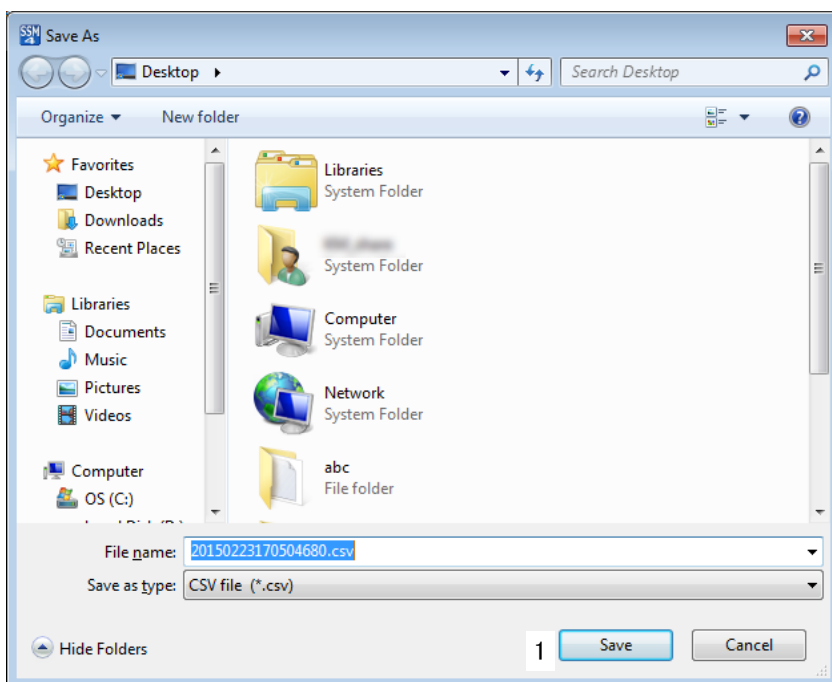 SSM
4
Save As
Desktop
Search Desktop
Organize
New folder
Favorites
Desktop
Downloads
Recent Places
Libraries
Documents
Music
Pictures
Videos
Computer
OS (C:)
Libraries
System Folder
System Folder
Computer
System Folder
Network
System Folder
abc
File folder
File name: 20150223170504680.csv
Save as type: CSV file (*.csv)
Hide Folders
1 Save Cancel